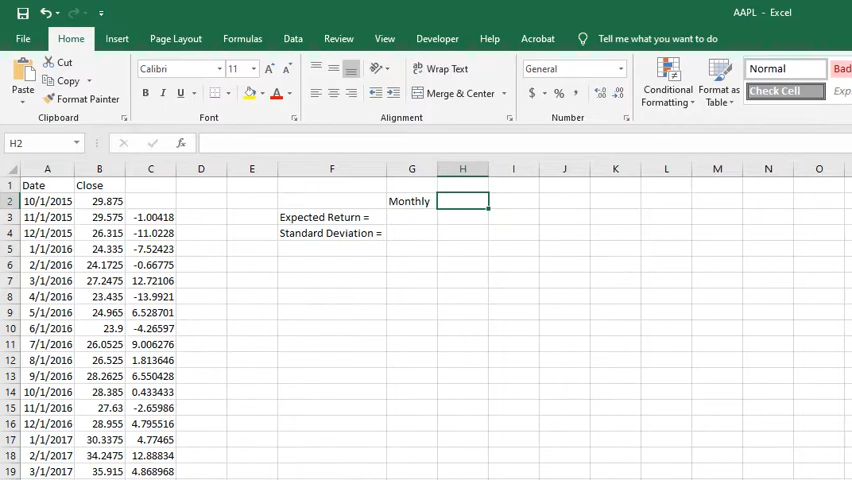 AAPL - Excel
File Home Insert Page Layout Formulas Data Review View Developer Help Acrobat Tell me what you want to do
Paste
Cut
Copy
Format Painter
Clipboard
Calibri 11
B I U
Font
Wrap Text
Merge & Center
Alignment
General
$ % ,
Number
Conditional Formatting
Format as Table
Normal
Bad
Check Cell
H2
A B C D E F G H I J K L M N O
1 Date Close
2 10/1/2015 29.875 Monthly
3 11/1/2015 29.575 -1.00418 Expected Return =
4 12/1/2015 26.315 -11.0228 Standard Deviation =
5 1/1/2016 24.335 -7.52423
6 2/1/2016 24.1725 -0.66775
7 3/1/2016 27.2475 12.72106
8 4/1/2016 23.435 -13.9921
9 5/1/2016 24.965 6.528701
10 6/1/2016 23.9 -4.26597
11 7/1/2016 26.0525 9.006276
12 8/1/2016 26.525 1.813646
13 9/1/2016 28.2625 6.550428
14 10/1/2016 28.385 0.433433
15 11/1/2016 27.63 -2.65986
16 12/1/2016 28.955 4.795516
17 1/1/2017 30.3375 4.77465
18 2/1/2017 34.2475 12.88834
19 3/1/2017 35.915 4.868968